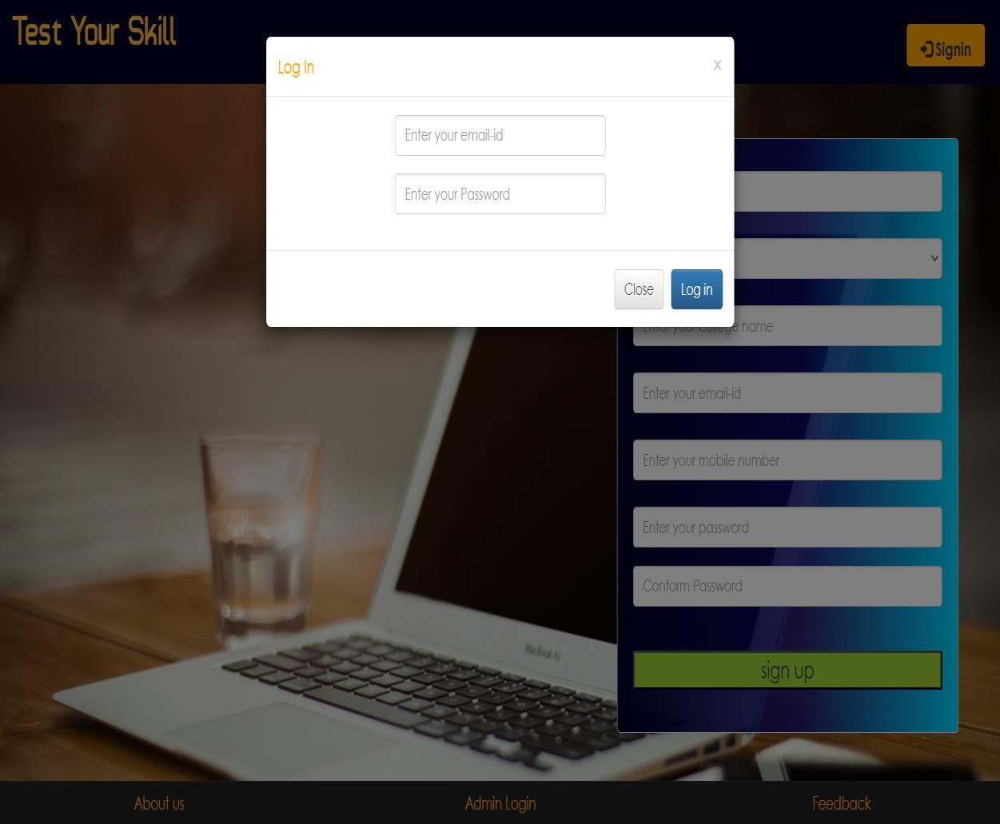 Test Your Skill
Signin
Log In
x
Enter your email-id
Enter your Password
Close
Log in
Enter your college name
Enter your email-id
Enter your mobile number
Enter your password
Conform Password
MacBook Air
sign up
About us
Admin Login
Feedback